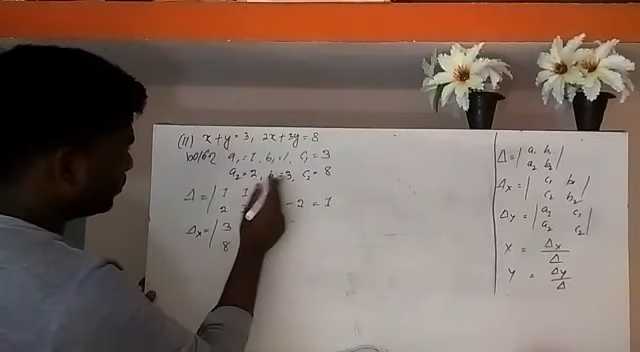 (11) x+y=3, 2x+3y=8
a₁=1, b₁=1, c₁=3
a₂=2, b₂=3, c₂=8
Δ = | 1 1
2 - 2 = 1
Δx = | 3
8
Δ = | a₁ b₁ |
a₂ b₂
Δx = | c₁ b₁ |
c₂ b₂
Δy = | a₁ c₁ |
a₂ c₂
x = Δx
Δ
y = Δy
Δ